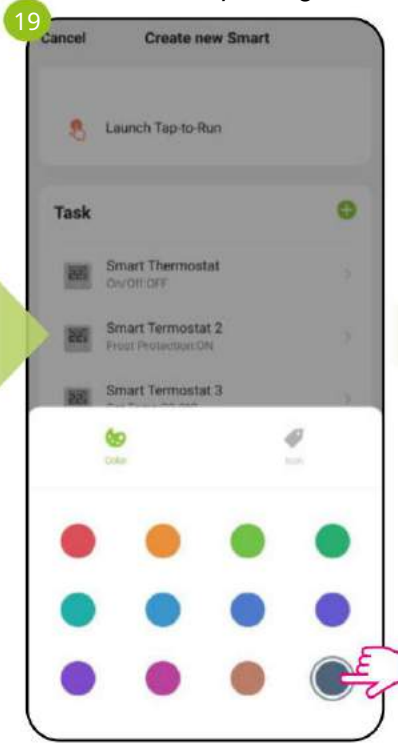 19
Cancel Create new Smart
Launch Tap-to-Run
Task
Smart Thermostat
On/Off:OFF
Smart Termostat 2
Frost Protection:ON
Smart Termostat 3
Color Icon